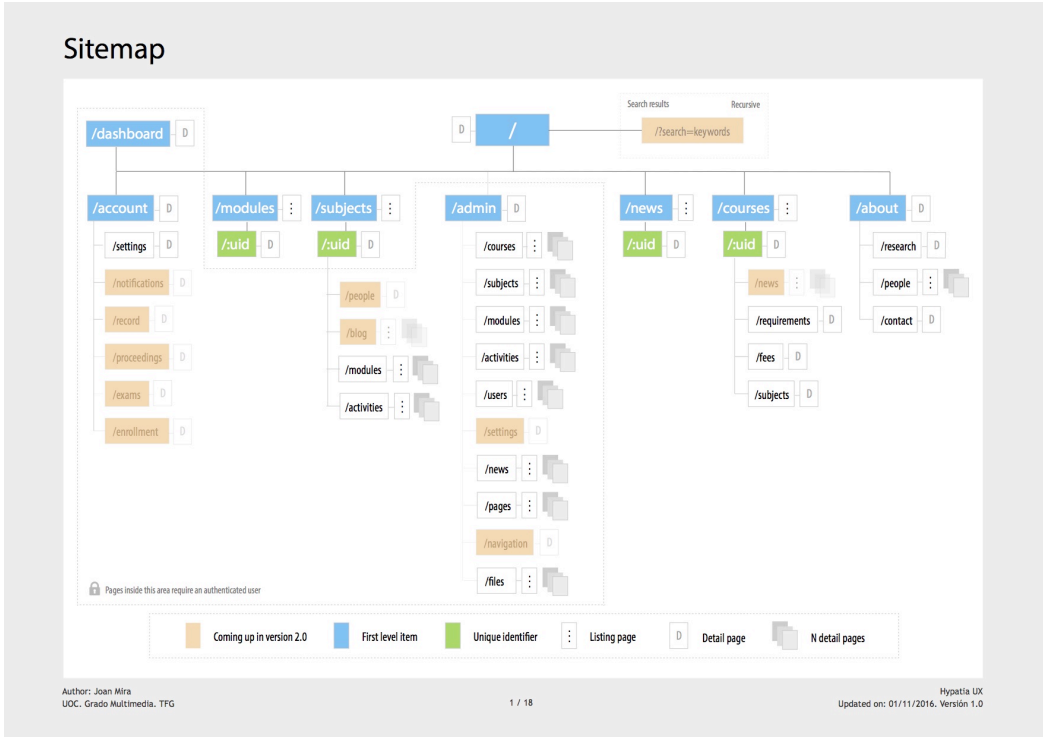 Sitemap
Search results Recursive
/dashboard D D / /?search=keywords
/account D /modules ⋮ /subjects ⋮ /admin D /news ⋮ /courses ⋮ /about D
/settings D /:uid D /:uid D /courses ⋮ /:uid D /:uid D /research D
/notifications D /people D /subjects ⋮ /news ⋮ /people ⋮
/record D /blog ⋮ /modules ⋮ /requirements D /contact D
/proceedings D /modules ⋮ /activities ⋮ /fees D
/exams D /activities ⋮ /users ⋮ /subjects D
/enrollment D /settings D
/news ⋮
/pages ⋮
/navigation D
/files ⋮
Pages inside this area require an authenticated user
Coming up in version 2.0 First level item Unique identifier ⋮ Listing page D Detail page N detail pages
Author: Joan Mira Hypatia UX
UOC. Grado Multimedia. TFG 1 / 18 Updated on: 01/11/2016. Versión 1.0